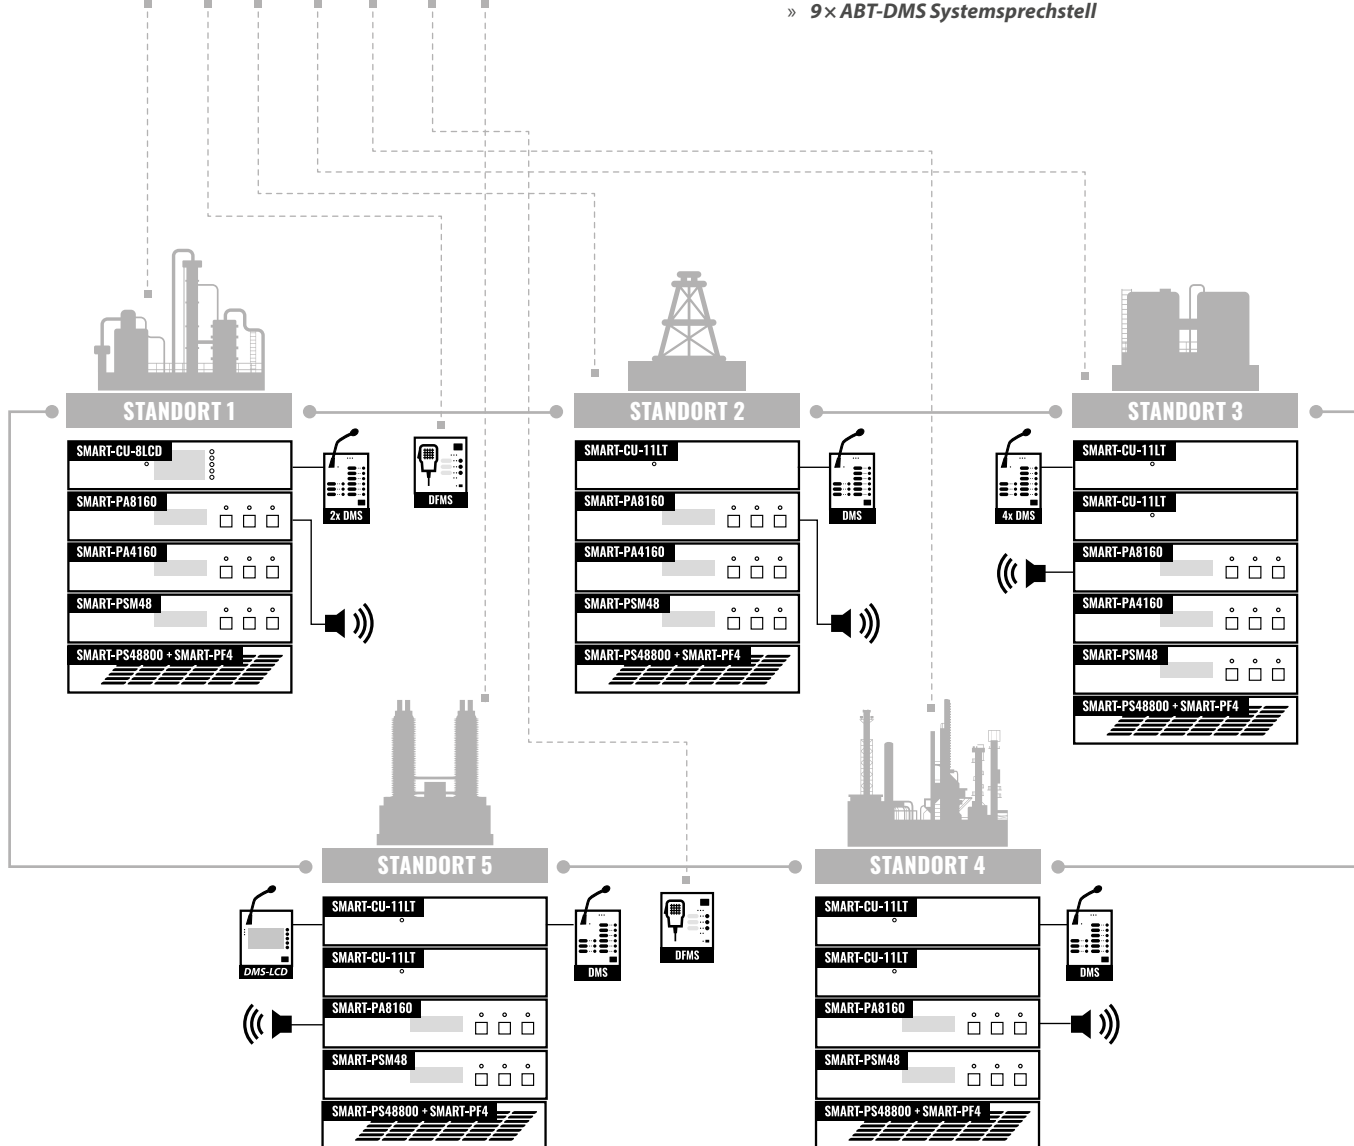 » 9× ABT-DMS Systemsprechstell
STANDORT 1
SMART-CU-8LCD
SMART-PA8160
SMART-PA4160
SMART-PSM48
SMART-PS48800 + SMART-PF4
2x DMS
DFMS
STANDORT 2
SMART-CU-11LT
SMART-PA8160
SMART-PA4160
SMART-PSM48
SMART-PS48800 + SMART-PF4
DMS
STANDORT 3
4x DMS
SMART-CU-11LT
SMART-CU-11LT
SMART-PA8160
SMART-PA4160
SMART-PSM48
SMART-PS48800 + SMART-PF4
STANDORT 5
DMS-LCD
SMART-CU-11LT
SMART-CU-11LT
SMART-PA8160
SMART-PSM48
SMART-PS48800 + SMART-PF4
DMS
DFMS
STANDORT 4
SMART-CU-11LT
SMART-CU-11LT
SMART-PA8160
SMART-PSM48
SMART-PS48800 + SMART-PF4
DMS